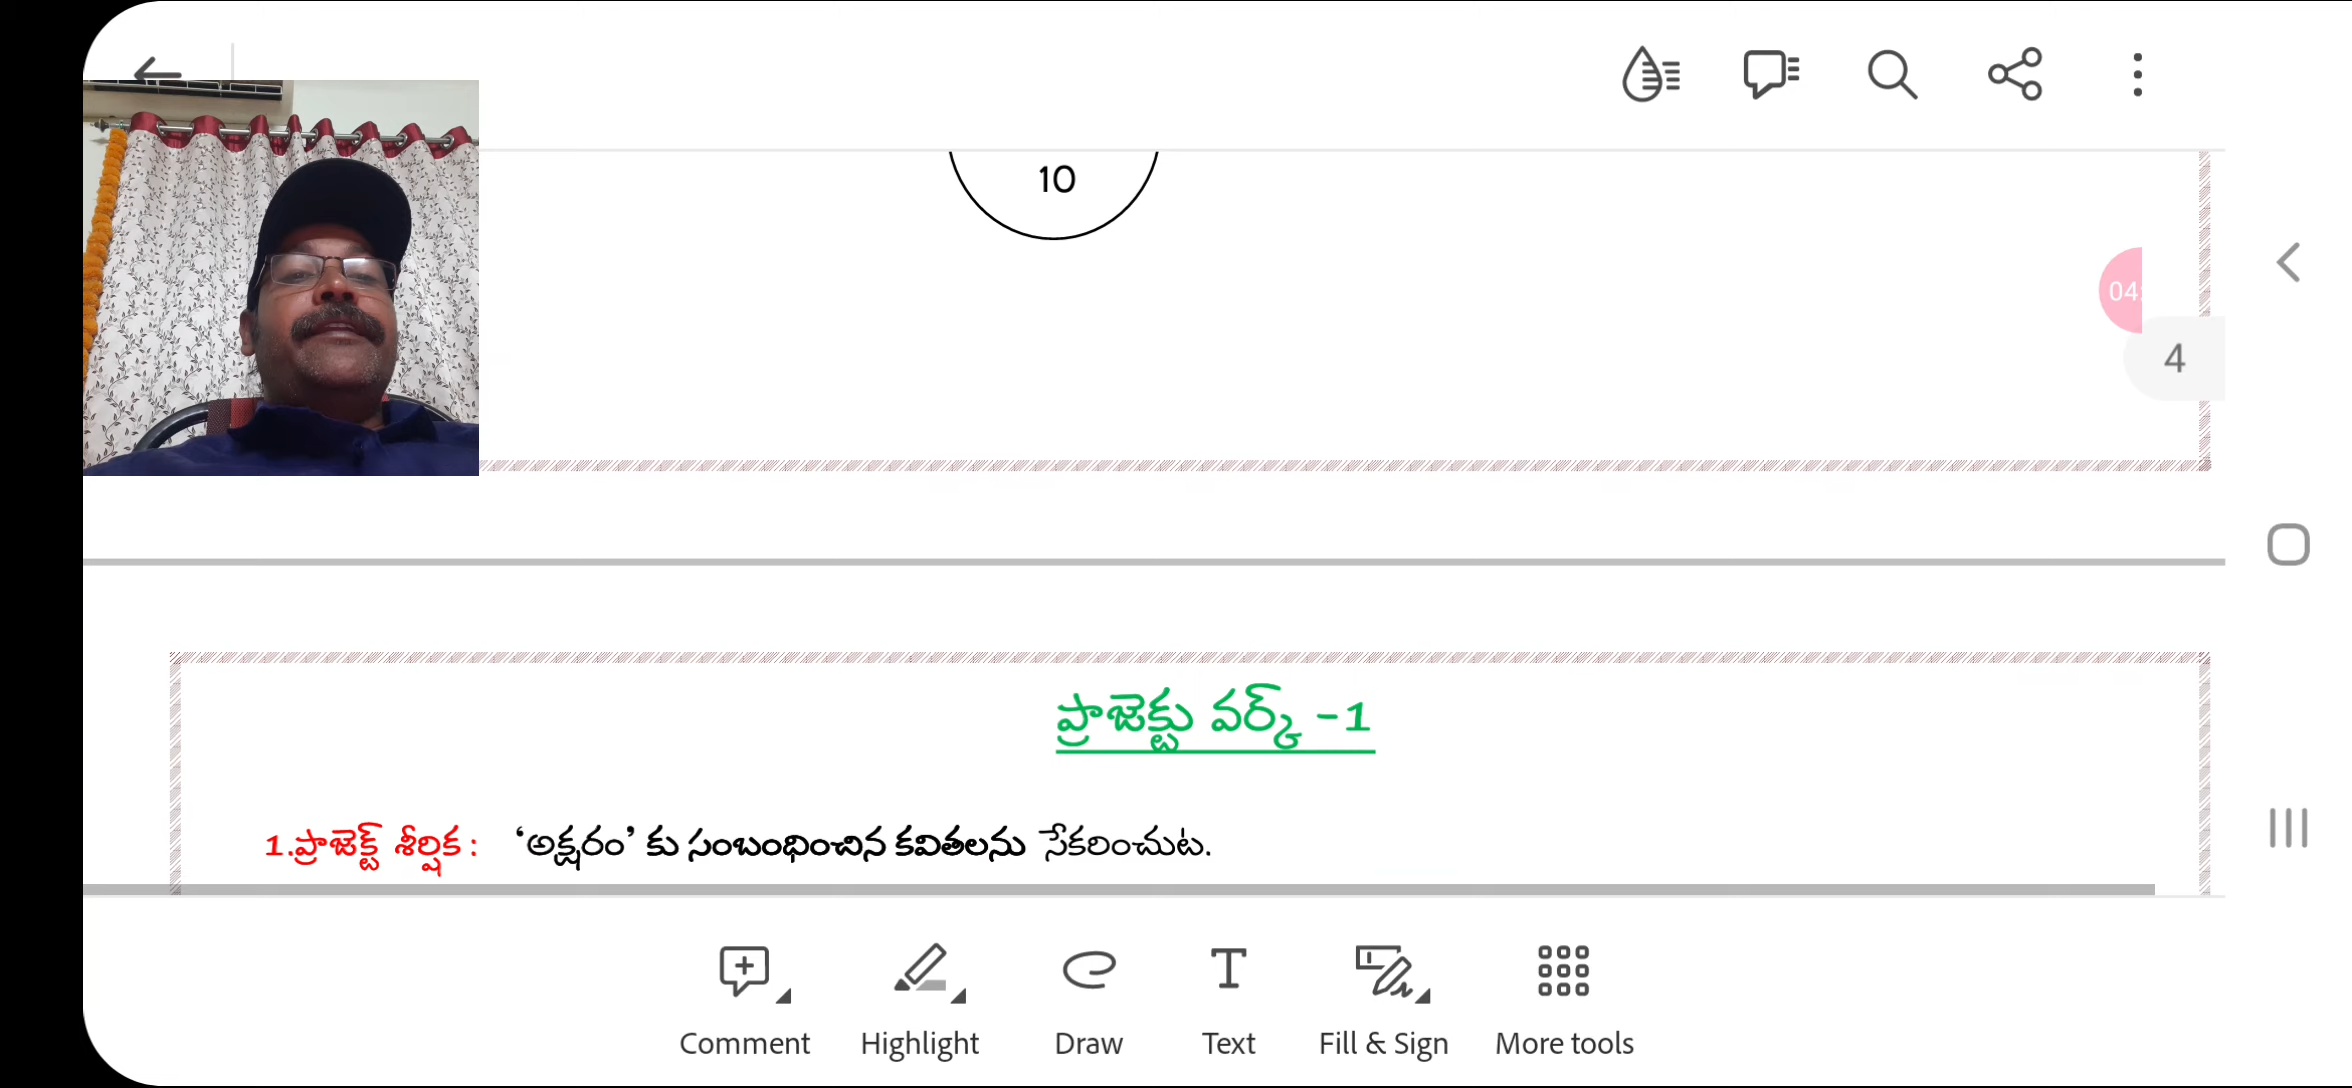 10
04
4
ప్రాజెక్టు వర్క్ -1
1.ప్రాజెక్ట్ శీర్షిక : ‘అక్షరం’ కు సంబంధించిన కవితలను సేకరించుట.
Comment Highlight Draw Text Fill & Sign More tools